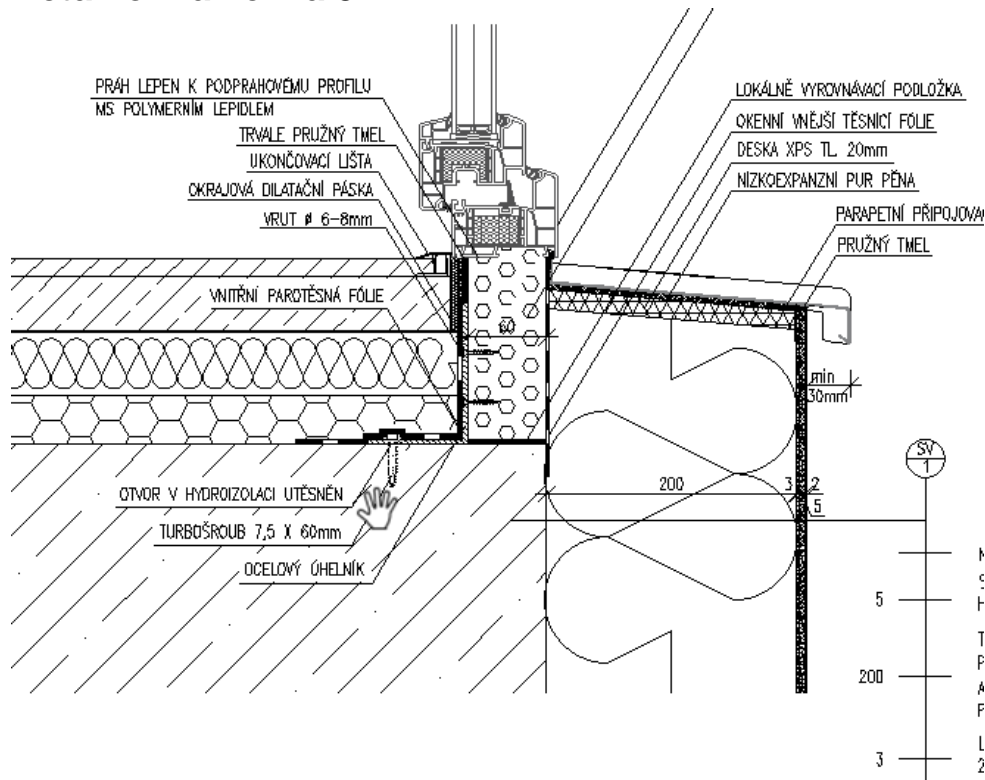 PRÁH LEPEN K PODPRAHOVÉMU PROFILU
MS POLYMERNÍM LEPIDLEM
TRVALE PRUŽNÝ TMEL
UKONČOVACÍ LIŠTA
OKRAJOVÁ DILATAČNÍ PÁSKA
VRUT Ø 6-8mm
VNITŘNÍ PAROTĚSNÁ FÓLIE
LOKÁLNĚ VYROVNÁVACÍ PODLOŽKA
OKENNÍ VNĚJŠÍ TĚSNICÍ FÓLIE
DESKA XPS TL. 20mm
NÍZKOEXPANZNÍ PUR PĚNA
PARAPETNÍ PŘIPOJOVAC
PRUŽNÝ TMEL
60
min
30mm
200
3
2
5
OTVOR V HYDROIZOLACI UTĚSNĚN
TURBOŠROUB 7,5 X 60mm
OCELOVÝ ÚHELNÍK
SV
1
5
200
3